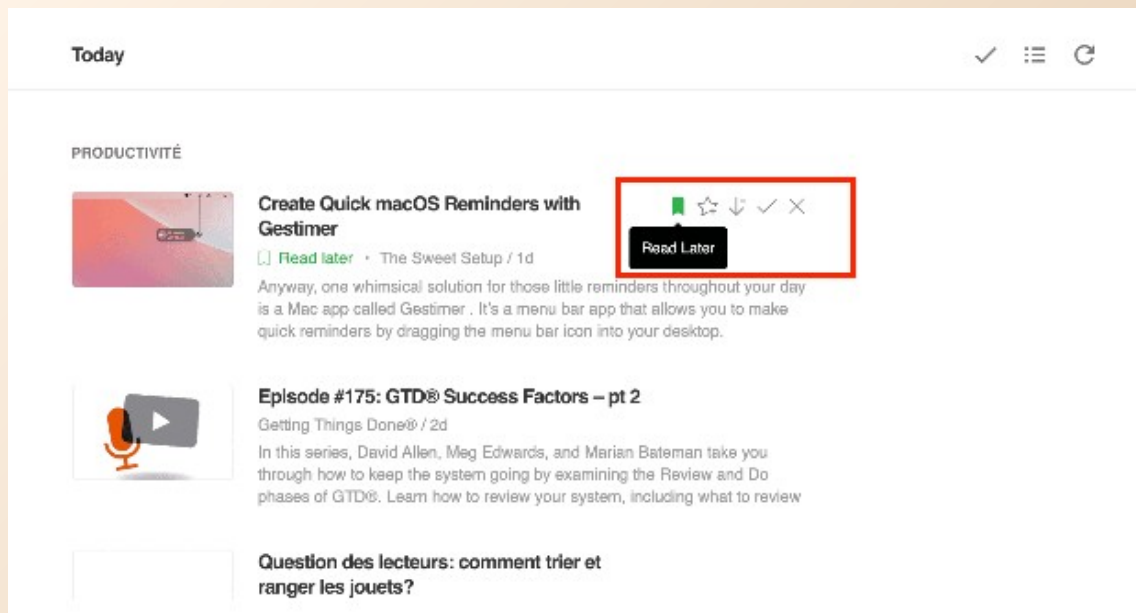 Today
PRODUCTIVITÉ
Create Quick macOS Reminders with
Gestimer
Read later • The Sweet Setup / 1d
Read Later
Anyway, one whimsical solution for those little reminders throughout your day
is a Mac app called Gestimer . It's a menu bar app that allows you to make
quick reminders by dragging the menu bar icon into your desktop.
Episode #175: GTD® Success Factors – pt 2
Getting Things Done® / 2d
In this series, David Allen, Meg Edwards, and Marian Bateman take you
through how to keep the system going by examining the Review and Do
phases of GTD®. Learn how to review your system, including what to review
Question des lecteurs: comment trier et
ranger les jouets?